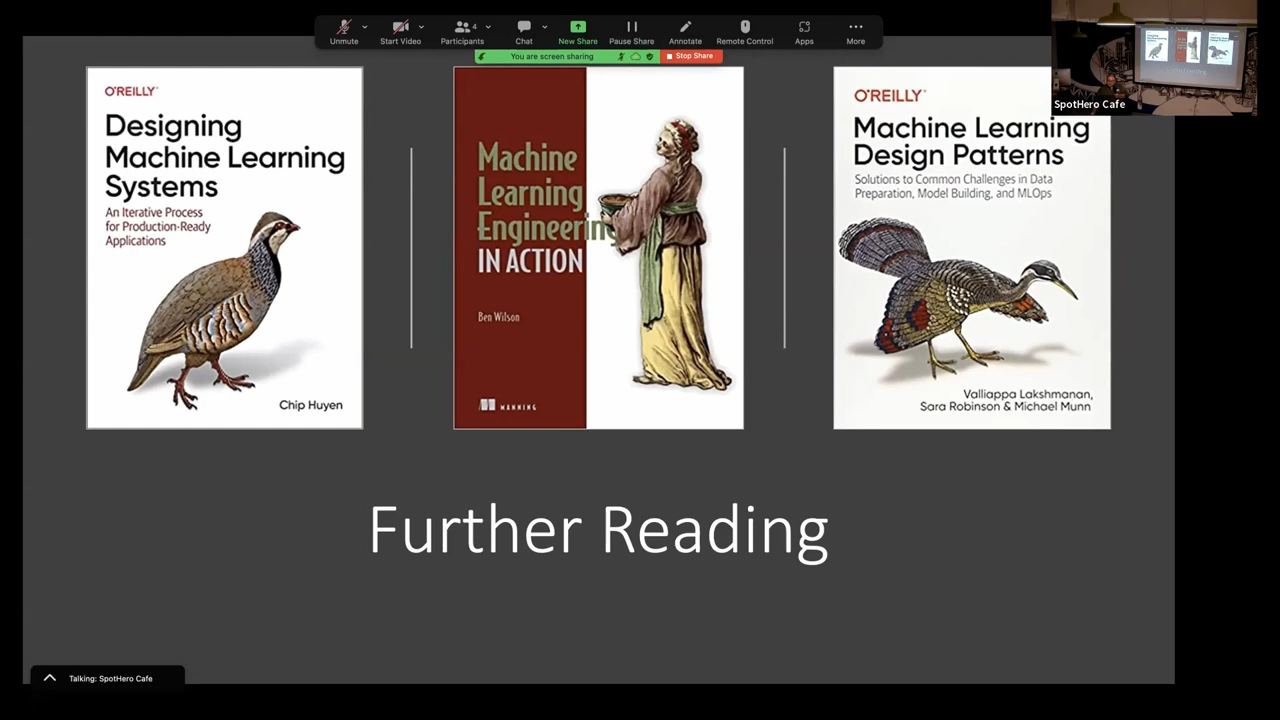 Unmute
Start Video
4
Participants
Chat
New Share
Pause Share
Annotate
Remote Control
Apps
More
You are screen sharing
Stop Share
SpotHero Cafe
O'REILLY®
Designing
Machine Learning
Systems
An Iterative Process
for Production-Ready
Applications
Chip Huyen
Machine
Learning
Engineering
IN ACTION
Ben Wilson
MANNING
O'REILLY®
Machine Learning
Design Patterns
Solutions to Common Challenges in Data
Preparation, Model Building, and MLOps
Valliappa Lakshmanan,
Sara Robinson & Michael Munn
Further Reading
Talking: SpotHero Cafe